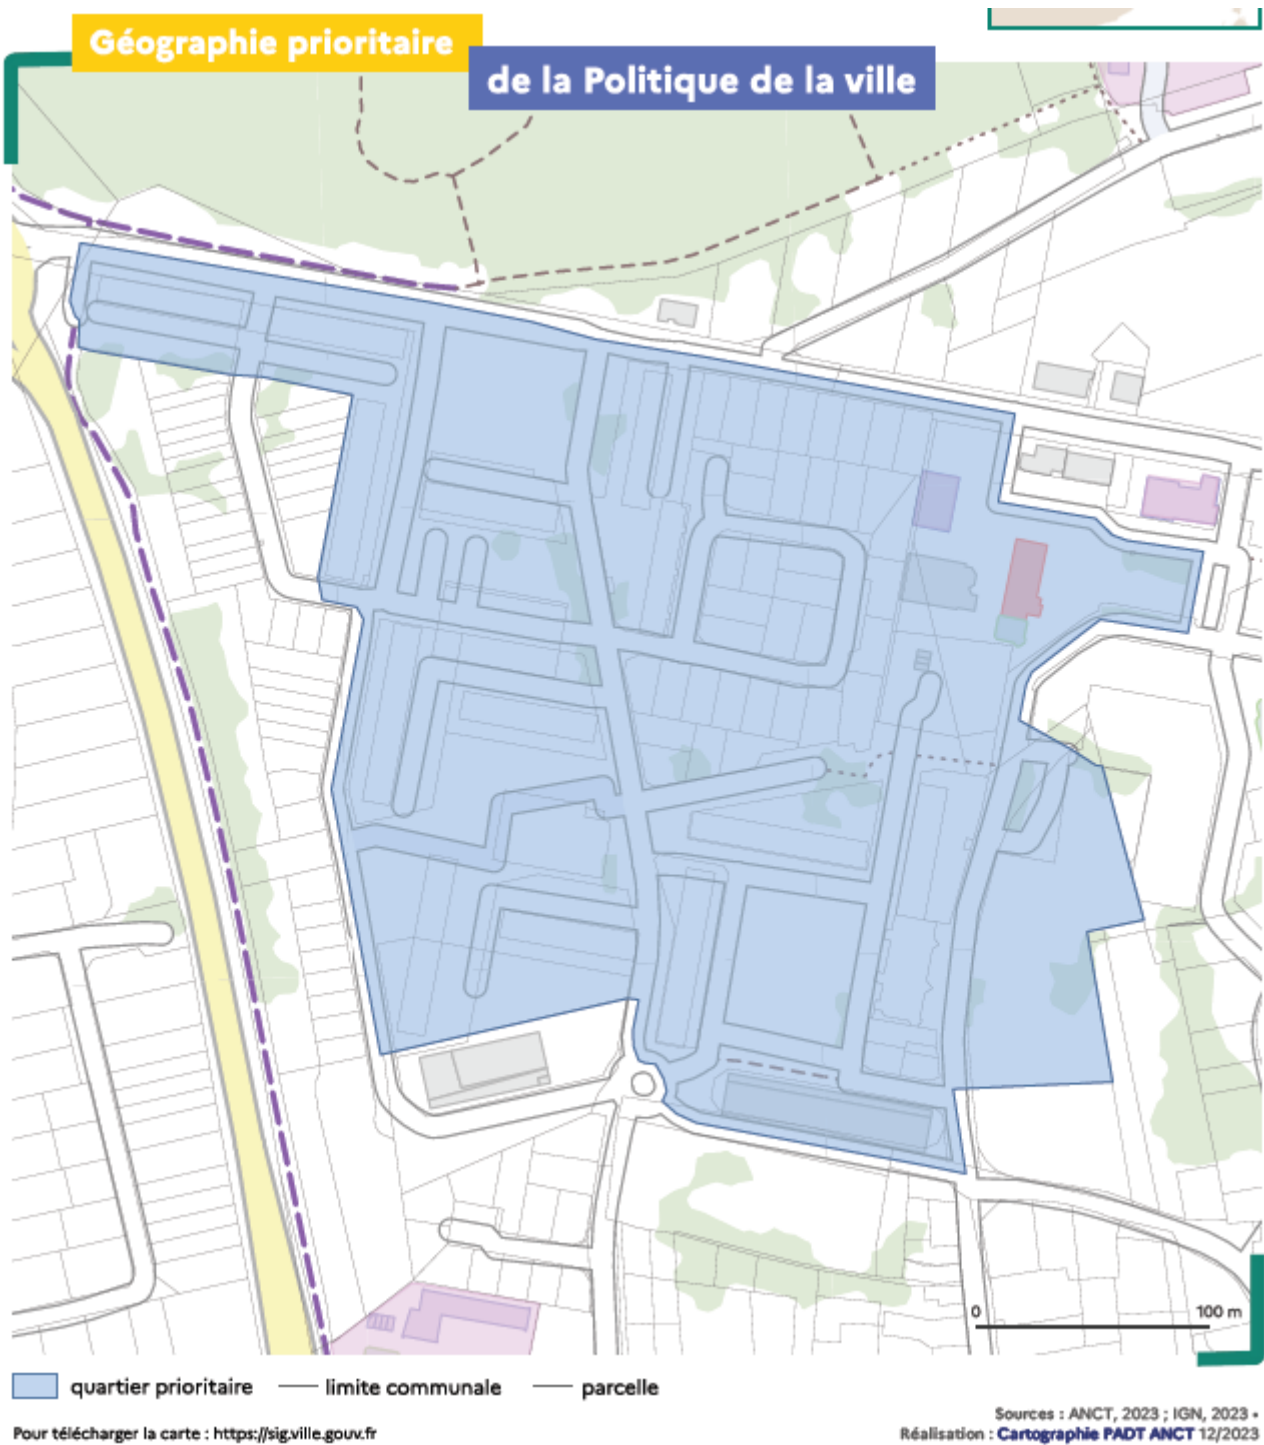 Géographie prioritaire
de la Politique de la ville
0 100 m
quartier prioritaire limite communale parcelle
Sources : ANCT, 2023 ; IGN, 2023 •
Pour télécharger la carte : https://sig.ville.gouv.fr
Réalisation : Cartographie PADT ANCT 12/2023